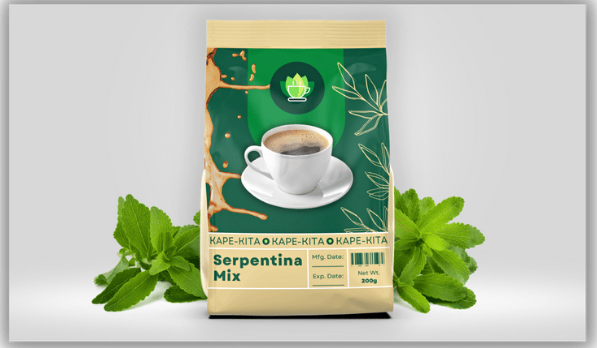 KAPE-KITA KAPE-KITA KAPE-KITA
Serpentina
Mix
Mfg. Date:
Exp. Date:
Net Wt.
200g